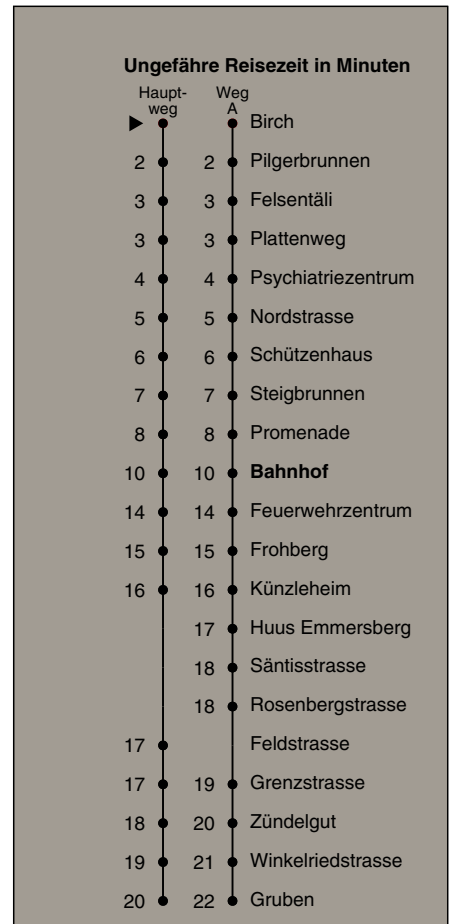 Ungefähre Reisezeit in Minuten
Haupt- Weg
weg A
Birch
2 2 Pilgerbrunnen
3 3 Felsentäli
3 3 Plattenweg
4 4 Psychiatriezentrum
5 5 Nordstrasse
6 6 Schützenhaus
7 7 Steigbrunnen
8 8 Promenade
10 10 Bahnhof
14 14 Feuerwehrzentrum
15 15 Frohberg
16 16 Künzleheim
17 Huus Emmersberg
18 Säntisstrasse
18 Rosenbergstrasse
17 Feldstrasse
17 19 Grenzstrasse
18 20 Zündelgut
19 21 Winkelriedstrasse
20 22 Gruben